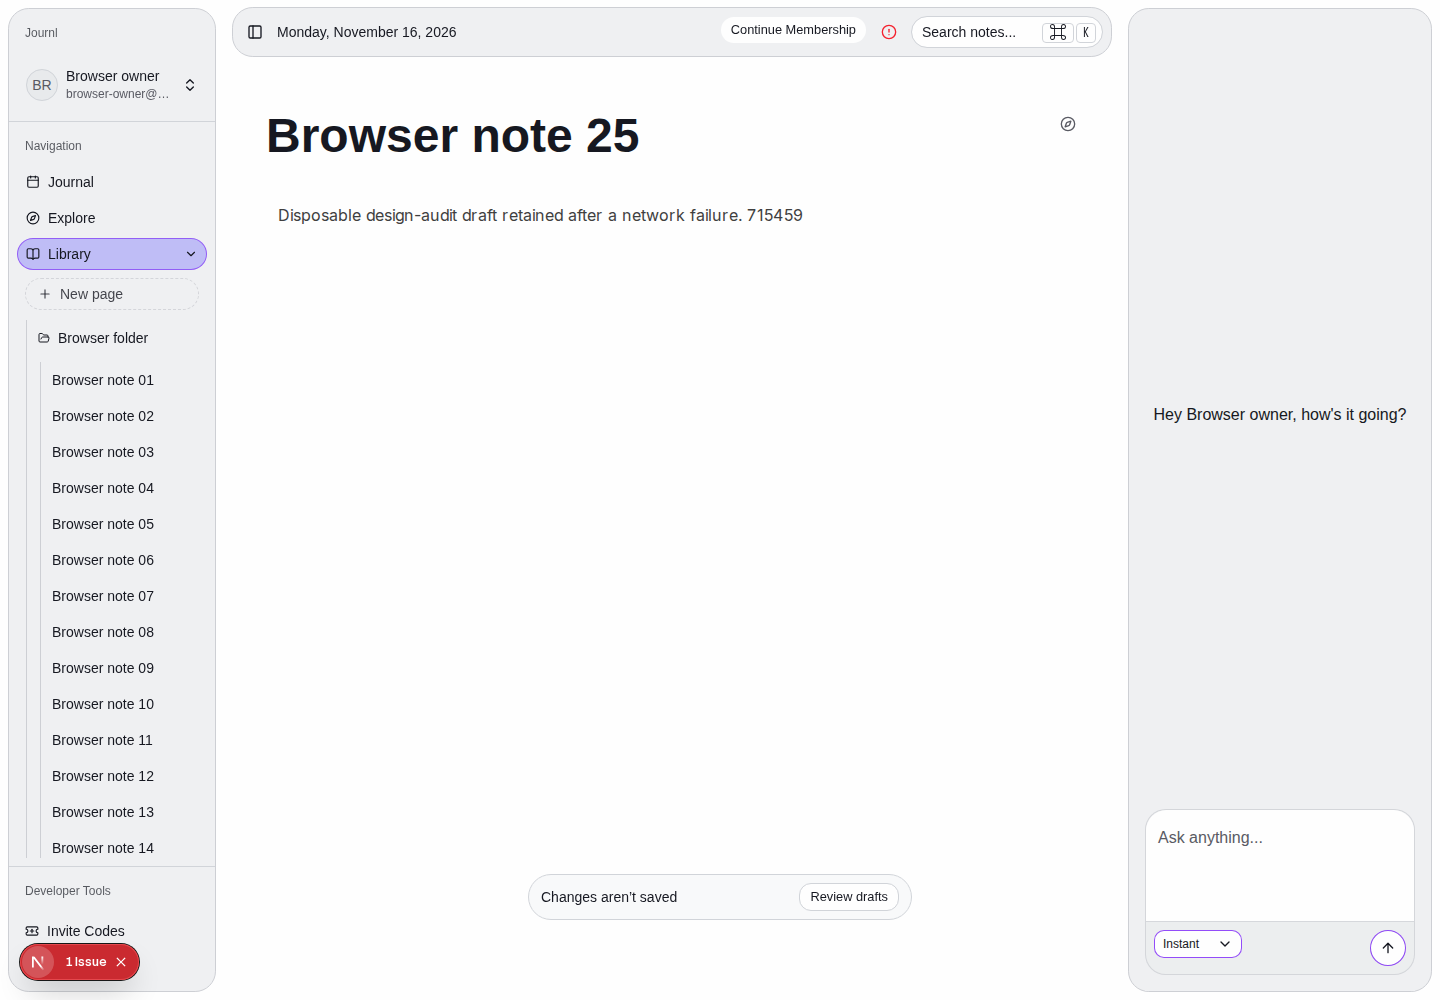 Journl
BR
Browser owner
browser-owner@...
Navigation
Journal
Explore
Library
New page
Browser folder
Browser note 01
Browser note 02
Browser note 03
Browser note 04
Browser note 05
Browser note 06
Browser note 07
Browser note 08
Browser note 09
Browser note 10
Browser note 11
Browser note 12
Browser note 13
Browser note 14
Developer Tools
Invite Codes
N
1 Issue
Monday, November 16, 2026
Continue Membership
Search notes...
⌘ K
Browser note 25
Disposable design-audit draft retained after a network failure. 715459
Changes aren’t saved
Review drafts
Hey Browser owner, how's it going?
Ask anything...
Instant